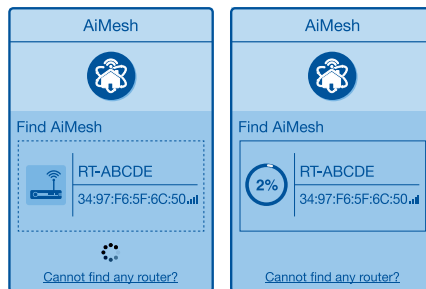 AiMesh
Find AiMesh
RT-ABCDE
34:97:F6:5F:6C:50
Cannot find any router?
AiMesh
Find AiMesh
2%
RT-ABCDE
34:97:F6:5F:6C:50
Cannot find any router?